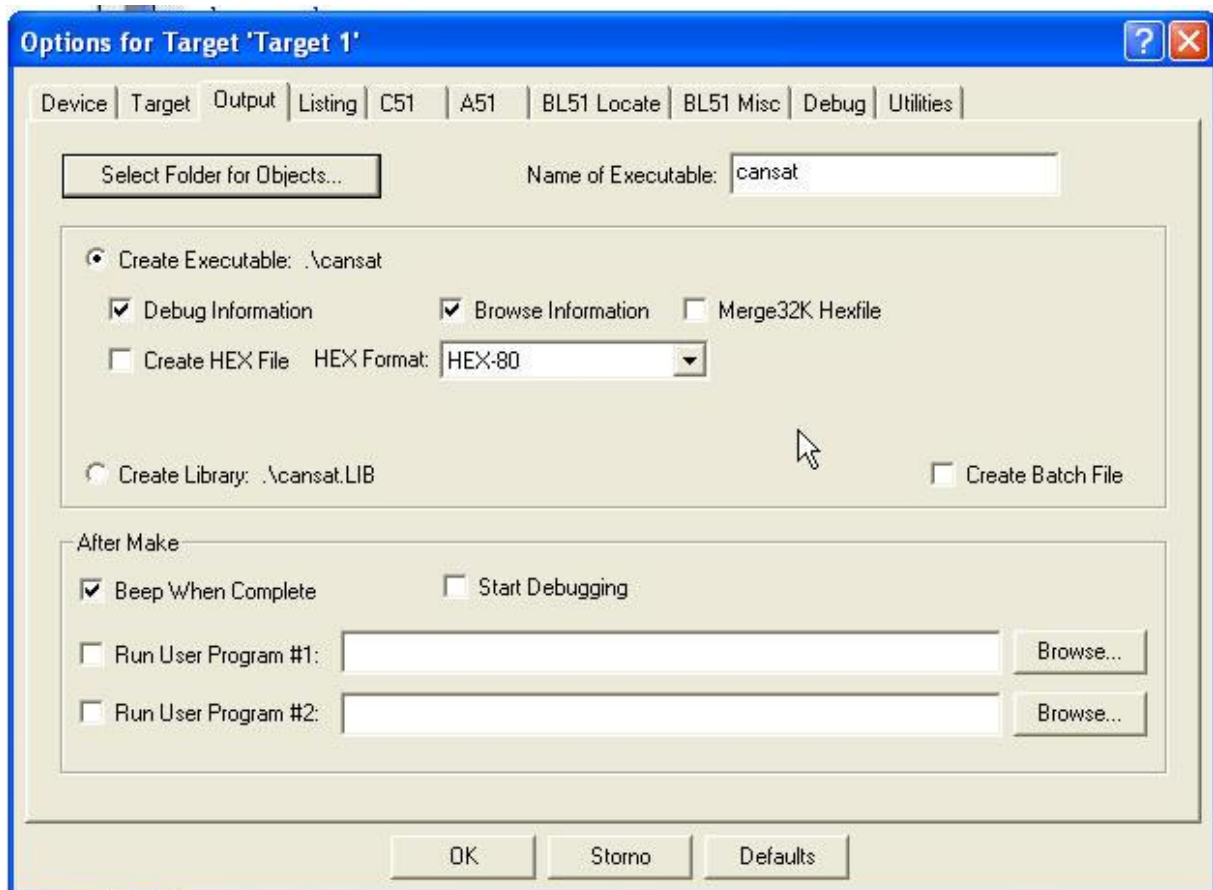 Options for Target 'Target 1'
Device Target Output Listing C51 A51 BL51 Locate BL51 Misc Debug Utilities
Select Folder for Objects... Name of Executable: cansat
Create Executable: .\cansat
Debug Information Browse Information Merge32K Hexfile
Create HEX File HEX Format: HEX-80
Create Library: .\cansat.LIB Create Batch File
After Make
Beep When Complete Start Debugging
Run User Program #1: Browse...
Run User Program #2: Browse...
OK Storno Defaults